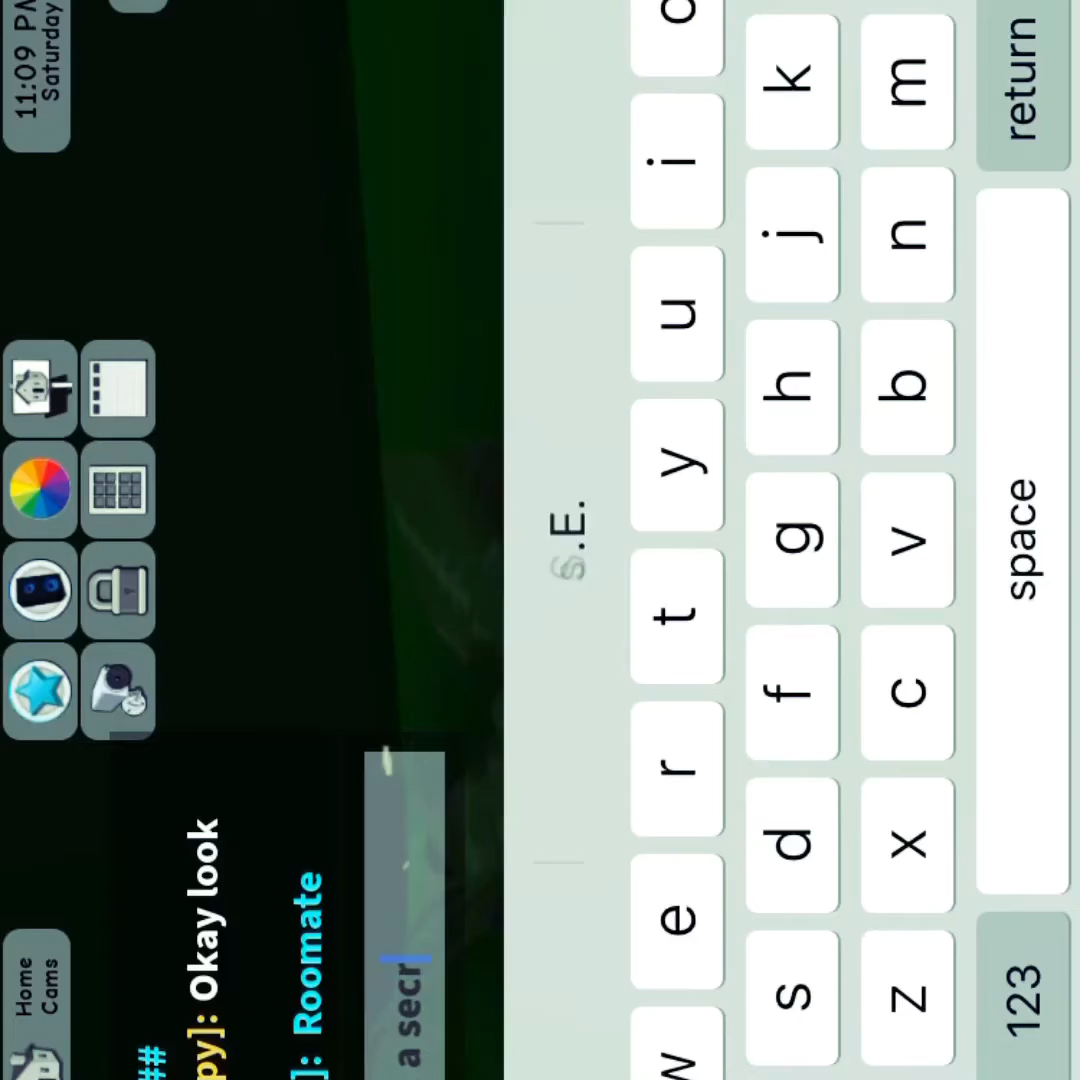 11:09 PM
Saturday
Home
Cams
##
py]: Okay look
]: Roomate
a secr
.E.
w e r t y u i o
s d f g h j k
z x c v b n m
123 space return